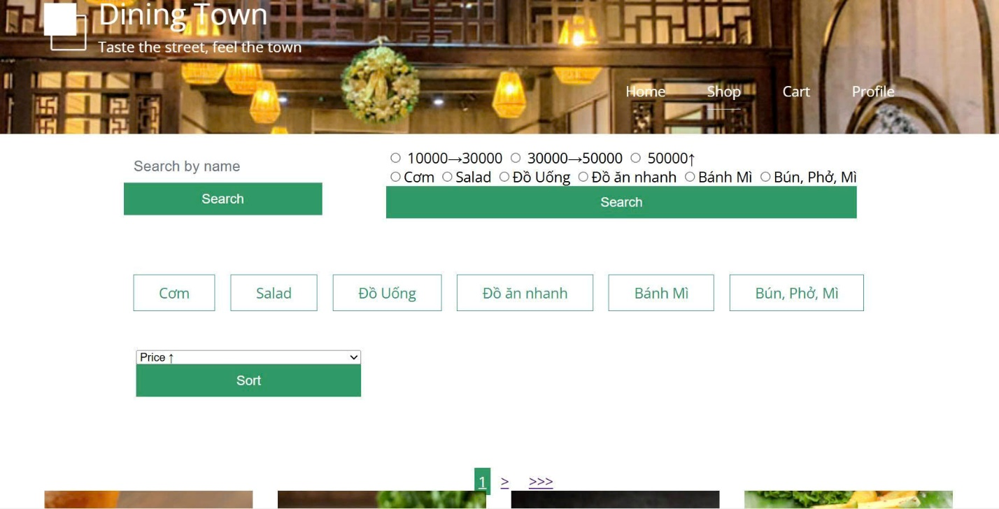 Dining Town
Taste the street, feel the town
Home Shop Cart Profile
Search by name
Search
10000→30000 30000→50000 50000↑
Cơm Salad Đồ Uống Đồ ăn nhanh Bánh Mì Bún, Phở, Mì
Search
Cơm Salad Đồ Uống Đồ ăn nhanh Bánh Mì Bún, Phở, Mì
Price ↑
Sort
1 > >>>